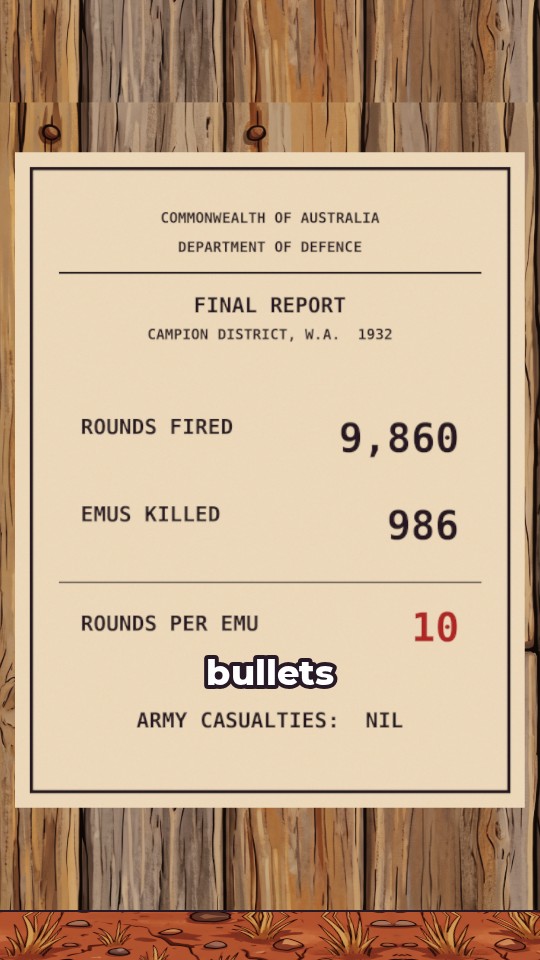 COMMONWEALTH OF AUSTRALIA
DEPARTMENT OF DEFENCE
FINAL REPORT
CAMPION DISTRICT, W.A. 1932
ROUNDS FIRED 9,860
EMUS KILLED 986
ROUNDS PER EMU 10
bullets
ARMY CASUALTIES: NIL